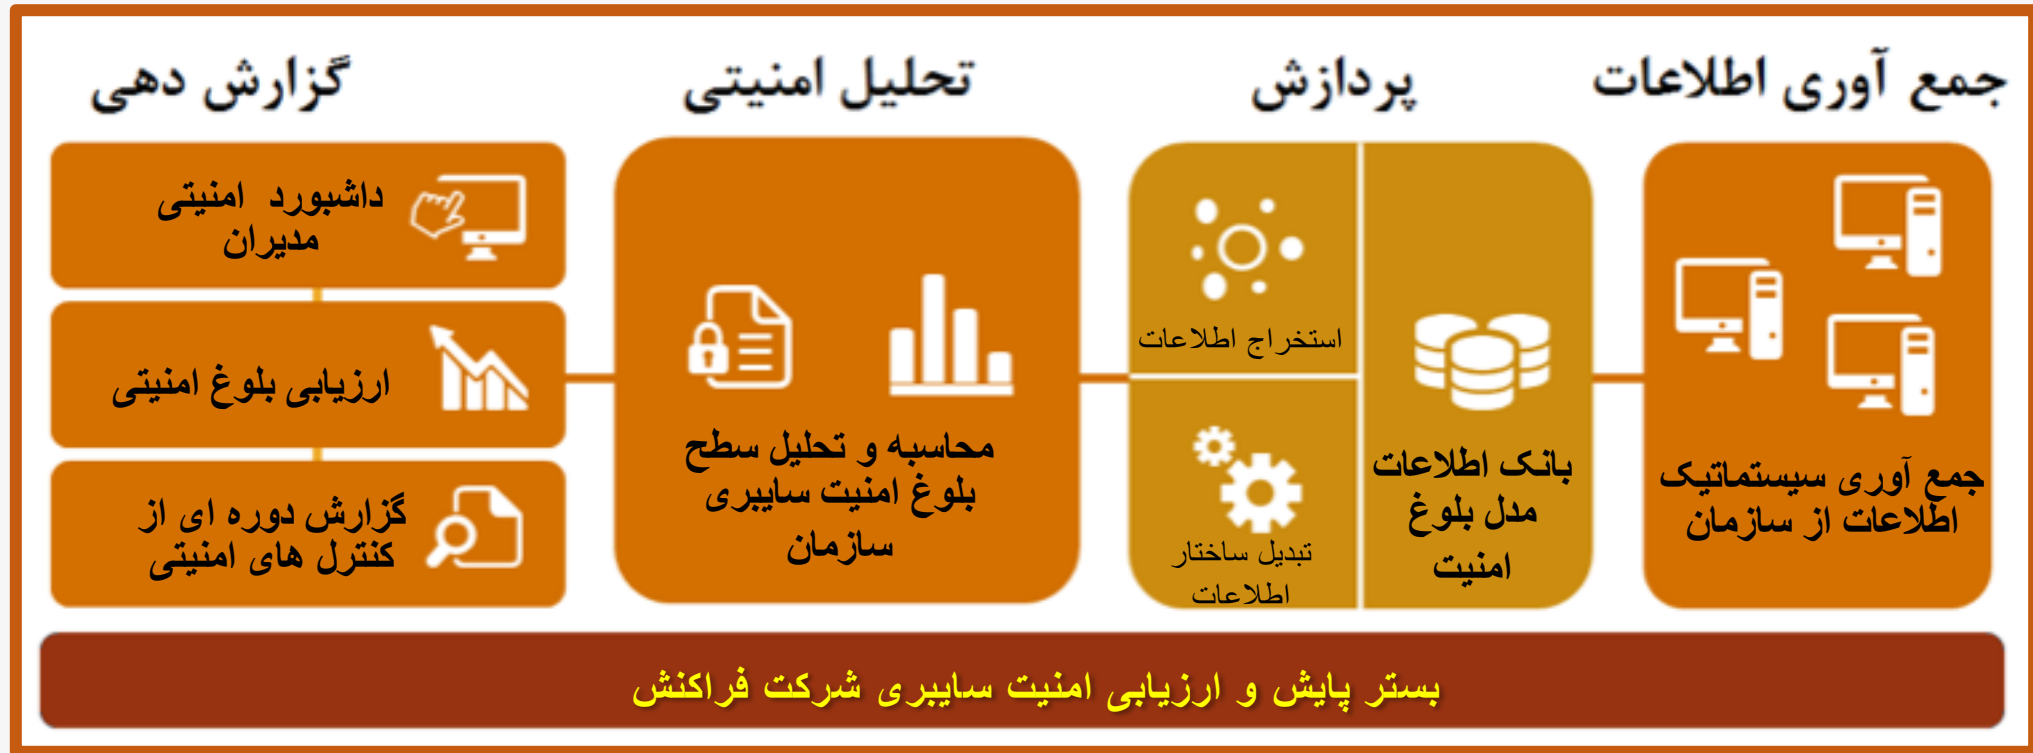 جمع آوری اطلاعات
پردازش
تحلیل امنیتی
گزارش دهی
جمع آوری سیستماتیک
اطلاعات از سازمان
بانک اطلاعات
مدل بلوغ
امنیت
استخراج اطلاعات
تبدیل ساختار
اطلاعات
محاسبه و تحلیل سطح
بلوغ امنیت سایبری
سازمان
داشبورد امنیتی
مدیران
ارزیابی بلوغ امنیتی
گزارش دوره ای از
کنترل های امنیتی
بستر پایش و ارزیابی امنیت سایبری شرکت فراکنش